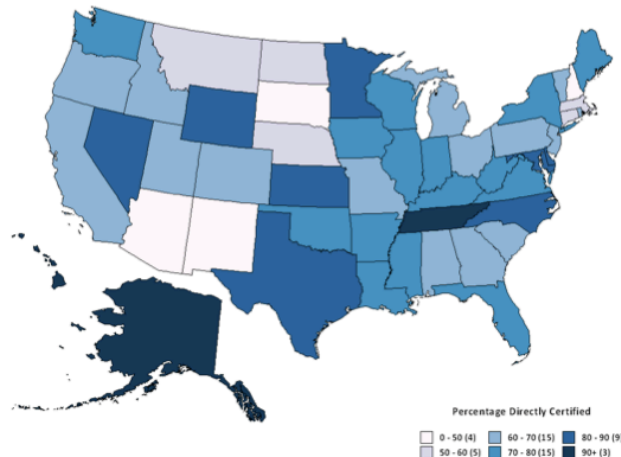 Percentage Directly Certified
0 - 50 (4) 60 - 70 (15) 80 - 90 (9)
50 - 60 (5) 70 - 80 (15) 90+ (3)